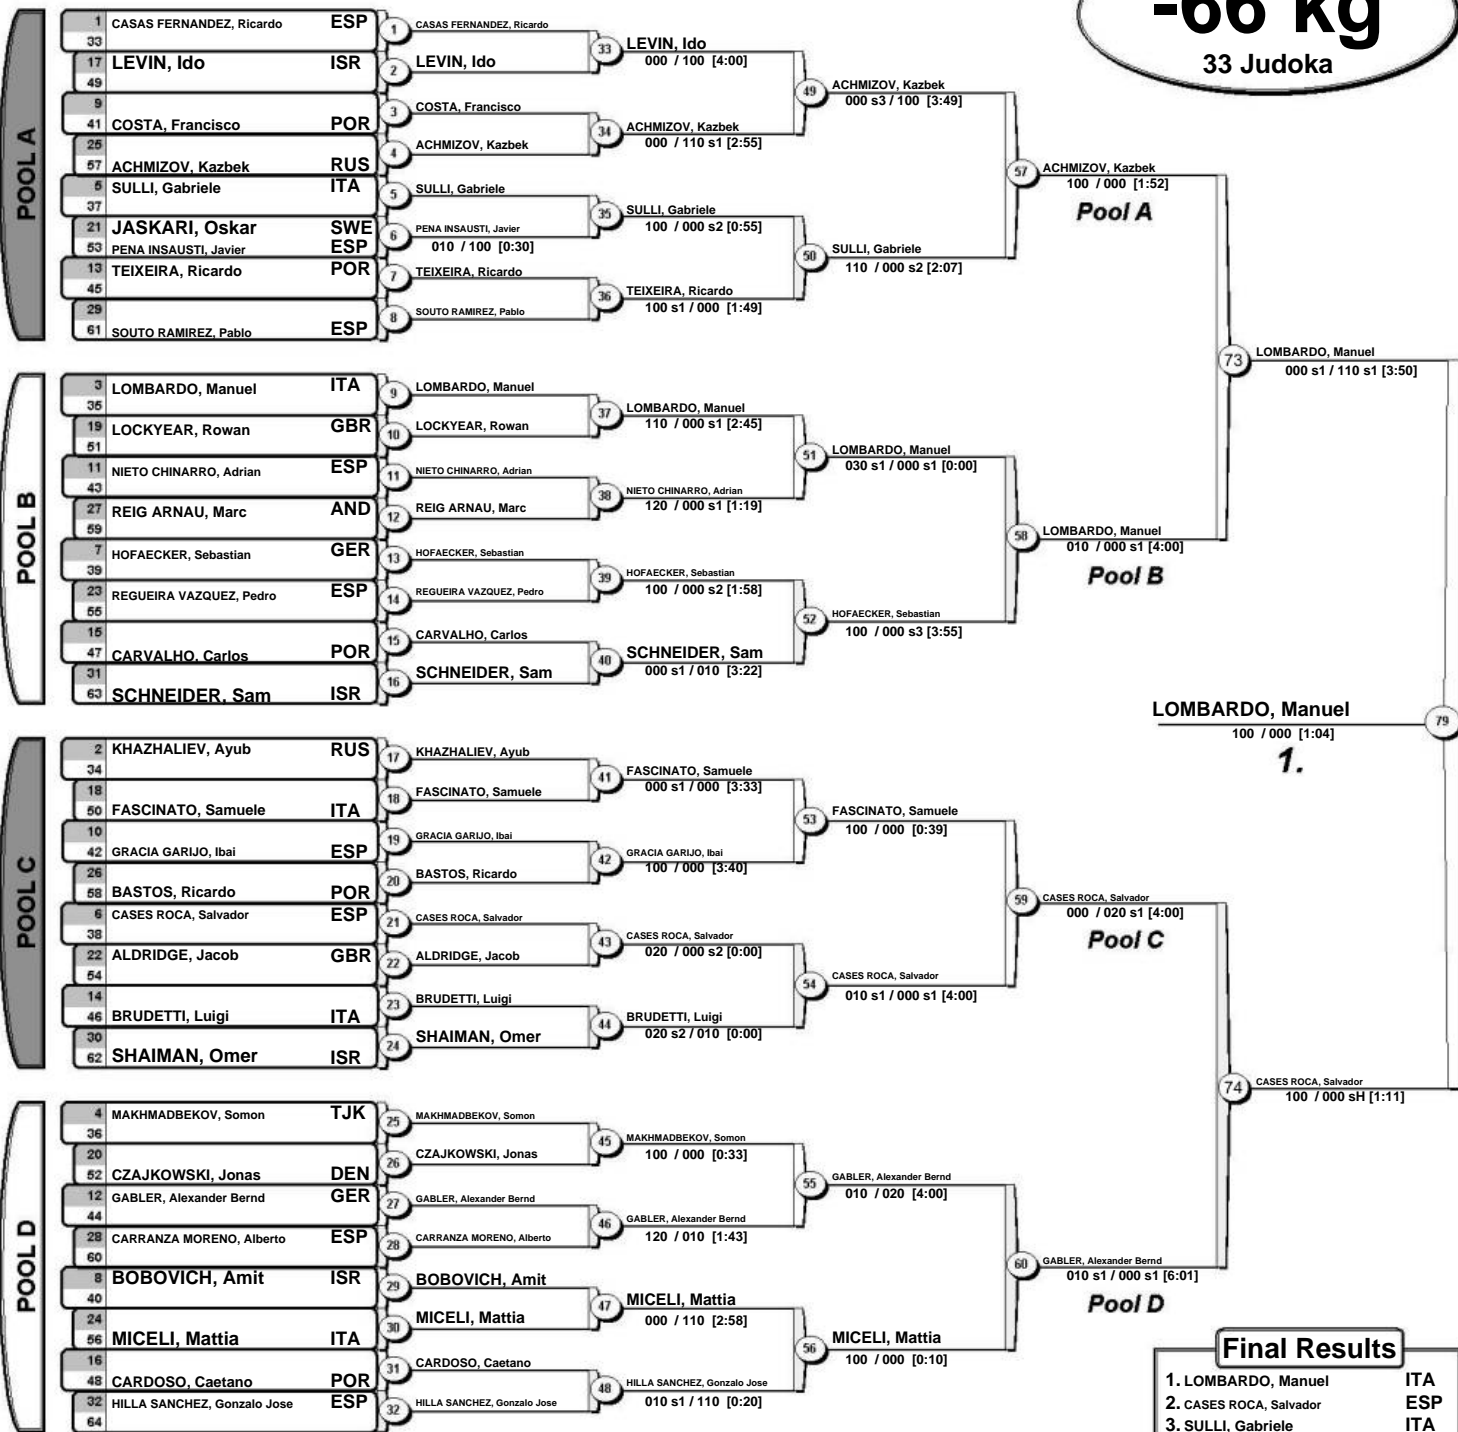 -66 kg
33 Judoka
POOL A
1 CASAS FERNANDEZ, Ricardo ESP
33
17 LEVIN, Ido ISR
49
9
41 COSTA, Francisco POR
25
57 ACHMIZOV, Kazbek RUS
5 SULLI, Gabriele ITA
37
21 JASKARI, Oskar SWE
53 PENA INSAUSTI, Javier ESP
13 TEIXEIRA, Ricardo POR
45
29
61 SOUTO RAMIREZ, Pablo ESP
1 CASAS FERNANDEZ, Ricardo
2 LEVIN, Ido
3 COSTA, Francisco
4 ACHMIZOV, Kazbek
5 SULLI, Gabriele
6 PENA INSAUSTI, Javier
010 / 100 [0:30]
7 TEIXEIRA, Ricardo
8 SOUTO RAMIREZ, Pablo
33 LEVIN, Ido
000 / 100 [4:00]
34 ACHMIZOV, Kazbek
000 / 110 s1 [2:55]
35 SULLI, Gabriele
100 / 000 s2 [0:55]
36 TEIXEIRA, Ricardo
100 s1 / 000 [1:49]
49 ACHMIZOV, Kazbek
000 s3 / 100 [3:49]
50 SULLI, Gabriele
110 / 000 s2 [2:07]
57 ACHMIZOV, Kazbek
100 / 000 [1:52]
Pool A
POOL B
3 LOMBARDO, Manuel ITA
35
19 LOCKYEAR, Rowan GBR
51
11 NIETO CHINARRO, Adrian ESP
43
27 REIG ARNAU, Marc AND
59
7 HOFAECKER, Sebastian GER
39
23 REGUEIRA VAZQUEZ, Pedro ESP
55
15
47 CARVALHO, Carlos POR
31
63 SCHNEIDER, Sam ISR
9 LOMBARDO, Manuel
10 LOCKYEAR, Rowan
11 NIETO CHINARRO, Adrian
12 REIG ARNAU, Marc
13 HOFAECKER, Sebastian
14 REGUEIRA VAZQUEZ, Pedro
15 CARVALHO, Carlos
16 SCHNEIDER, Sam
37 LOMBARDO, Manuel
110 / 000 s1 [2:45]
38 NIETO CHINARRO, Adrian
120 / 000 s1 [1:19]
39 HOFAECKER, Sebastian
100 / 000 s2 [1:58]
40 SCHNEIDER, Sam
000 s1 / 010 [3:22]
51 LOMBARDO, Manuel
030 s1 / 000 s1 [0:00]
52 HOFAECKER, Sebastian
100 / 000 s3 [3:55]
58 LOMBARDO, Manuel
010 / 000 s1 [4:00]
Pool B
73 LOMBARDO, Manuel
000 s1 / 110 s1 [3:50]
LOMBARDO, Manuel 79
100 / 000 [1:04]
1.
POOL C
2 KHAZHALIEV, Ayub RUS
34
18
50 FASCINATO, Samuele ITA
10
42 GRACIA GARIJO, Ibai ESP
26
58 BASTOS, Ricardo POR
6 CASES ROCA, Salvador ESP
38
22 ALDRIDGE, Jacob GBR
54
14
46 BRUDETTI, Luigi ITA
30
62 SHAIMAN, Omer ISR
17 KHAZHALIEV, Ayub
18 FASCINATO, Samuele
19 GRACIA GARIJO, Ibai
20 BASTOS, Ricardo
21 CASES ROCA, Salvador
22 ALDRIDGE, Jacob
23 BRUDETTI, Luigi
24 SHAIMAN, Omer
41 FASCINATO, Samuele
000 s1 / 000 [3:33]
42 GRACIA GARIJO, Ibai
100 / 000 [3:40]
43 CASES ROCA, Salvador
020 / 000 s2 [0:00]
44 BRUDETTI, Luigi
020 s2 / 010 [0:00]
53 FASCINATO, Samuele
100 / 000 [0:39]
54 CASES ROCA, Salvador
010 s1 / 000 s1 [4:00]
59 CASES ROCA, Salvador
000 / 020 s1 [4:00]
Pool C
74 CASES ROCA, Salvador
100 / 000 sH [1:11]
POOL D
4 MAKHMADBEKOV, Somon TJK
36
20
52 CZAJKOWSKI, Jonas DEN
12 GABLER, Alexander Bernd GER
44
28 CARRANZA MORENO, Alberto ESP
60
8 BOBOVICH, Amit ISR
40
24
56 MICELI, Mattia ITA
16
48 CARDOSO, Caetano POR
32 HILLA SANCHEZ, Gonzalo Jose ESP
64
25 MAKHMADBEKOV, Somon
26 CZAJKOWSKI, Jonas
27 GABLER, Alexander Bernd
28 CARRANZA MORENO, Alberto
29 BOBOVICH, Amit
30 MICELI, Mattia
31 CARDOSO, Caetano
32 HILLA SANCHEZ, Gonzalo Jose
45 MAKHMADBEKOV, Somon
100 / 000 [0:33]
46 GABLER, Alexander Bernd
120 / 010 [1:43]
47 MICELI, Mattia
000 / 110 [2:58]
48 HILLA SANCHEZ, Gonzalo Jose
010 s1 / 110 [0:20]
55 GABLER, Alexander Bernd
010 / 020 [4:00]
56 MICELI, Mattia
100 / 000 [0:10]
60 GABLER, Alexander Bernd
010 s1 / 000 s1 [6:01]
Pool D
Final Results
1. LOMBARDO, Manuel ITA
2. CASES ROCA, Salvador ESP
3. SULLI, Gabriele ITA